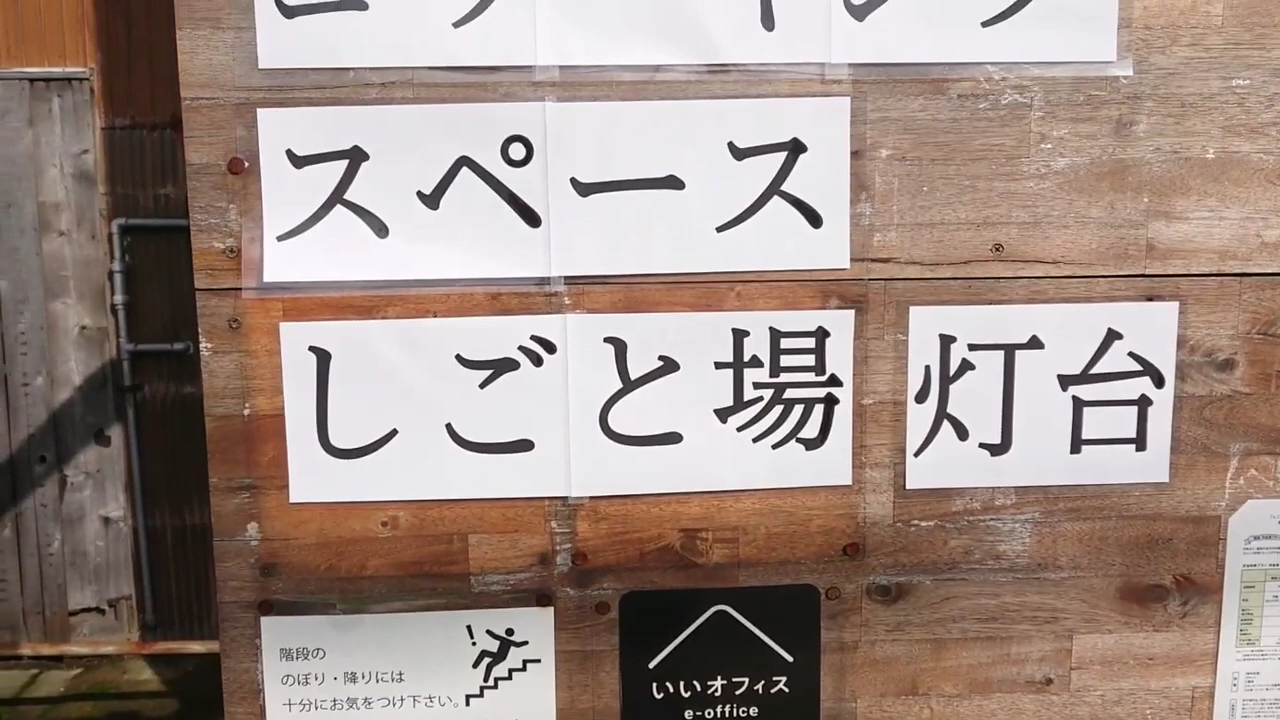 スペース
しごと場 灯台
階段の
のぼり・降りには
十分にお気をつけ下さい。
いいオフィス
e-office